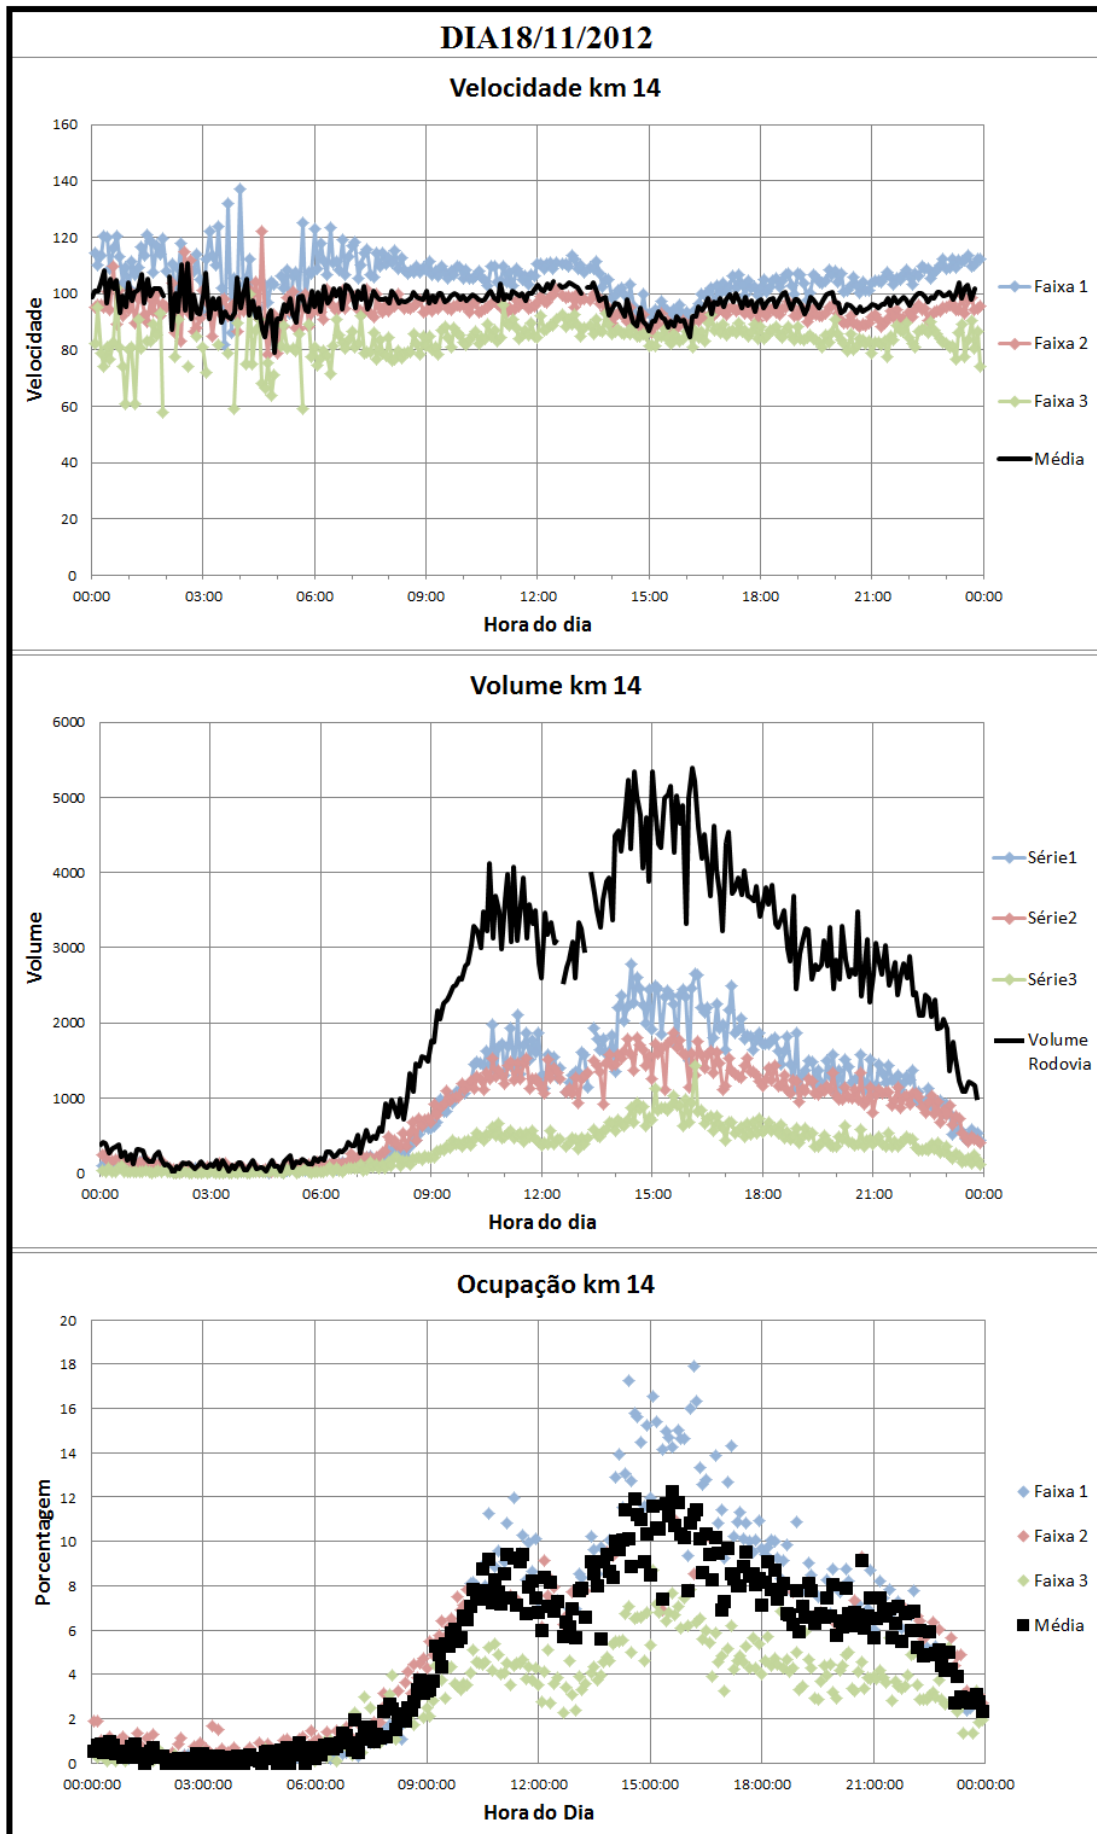 DIA18/11/2012
Velocidade km 14
160
140
120
100
80
60
40
20
0
Velocidade
00:00 03:00 06:00 09:00 12:00 15:00 18:00 21:00 00:00
Hora do dia
Faixa 1
Faixa 2
Faixa 3
Média
Volume km 14
6000
5000
4000
3000
2000
1000
0
Volume
00:00 03:00 06:00 09:00 12:00 15:00 18:00 21:00 00:00
Hora do dia
Série1
Série2
Série3
Volume
Rodovia
Ocupação km 14
20
18
16
14
12
10
8
6
4
2
0
Porcentagem
00:00:00 03:00:00 06:00:00 09:00:00 12:00:00 15:00:00 18:00:00 21:00:00 00:00:00
Hora do Dia
Faixa 1
Faixa 2
Faixa 3
Média